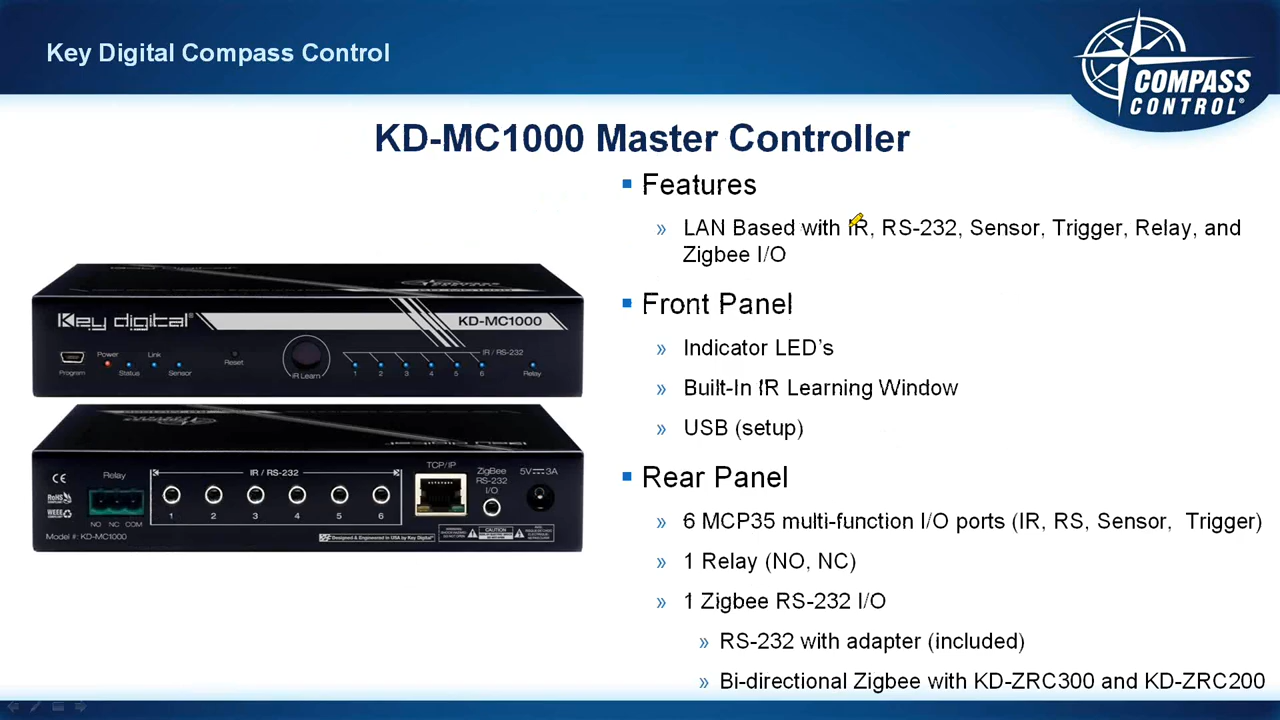 Key Digital Compass Control
COMPASS
CONTROL®
KD-MC1000 Master Controller
Features
» LAN Based with IR, RS-232, Sensor, Trigger, Relay, and
Zigbee I/O
Front Panel
» Indicator LED's
» Built-In IR Learning Window
» USB (setup)
Rear Panel
» 6 MCP35 multi-function I/O ports (IR, RS, Sensor, Trigger)
» 1 Relay (NO, NC)
» 1 Zigbee RS-232 I/O
» RS-232 with adapter (included)
» Bi-directional Zigbee with KD-ZRC300 and KD-ZRC200
Key digital®
KD-MC1000
Program
Power
Status
Link
Sensor
Reset
IR Learn
IR / RS-232
1 2 3 4 5 6
Relay
CE
RoHS
WEEE
Relay
NO NC COM
Model #: KD-MC1000
IR / RS-232
1 2 3 4 5 6
TCP/IP
ZigBee
RS-232
I/O
5V 3A
Designed & Engineered in USA by Key Digital®
CAUTION